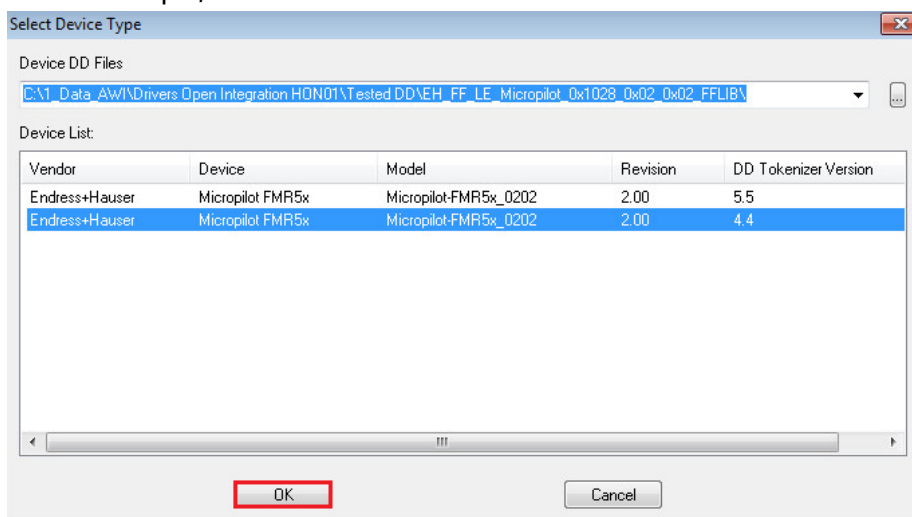 Select Device Type
Device DD Files
C:\1_Data_AWI\Drivers Open Integration HON01\Tested DD\EH_FF_LE_Micropilot_0x1028_0x02_0x02_FFLIB\
...
Device List:
Vendor Device Model Revision DD Tokenizer Version
Endress+Hauser Micropilot FMR5x Micropilot-FMR5x_0202 2.00 5.5
Endress+Hauser Micropilot FMR5x Micropilot-FMR5x_0202 2.00 4.4
OK Cancel